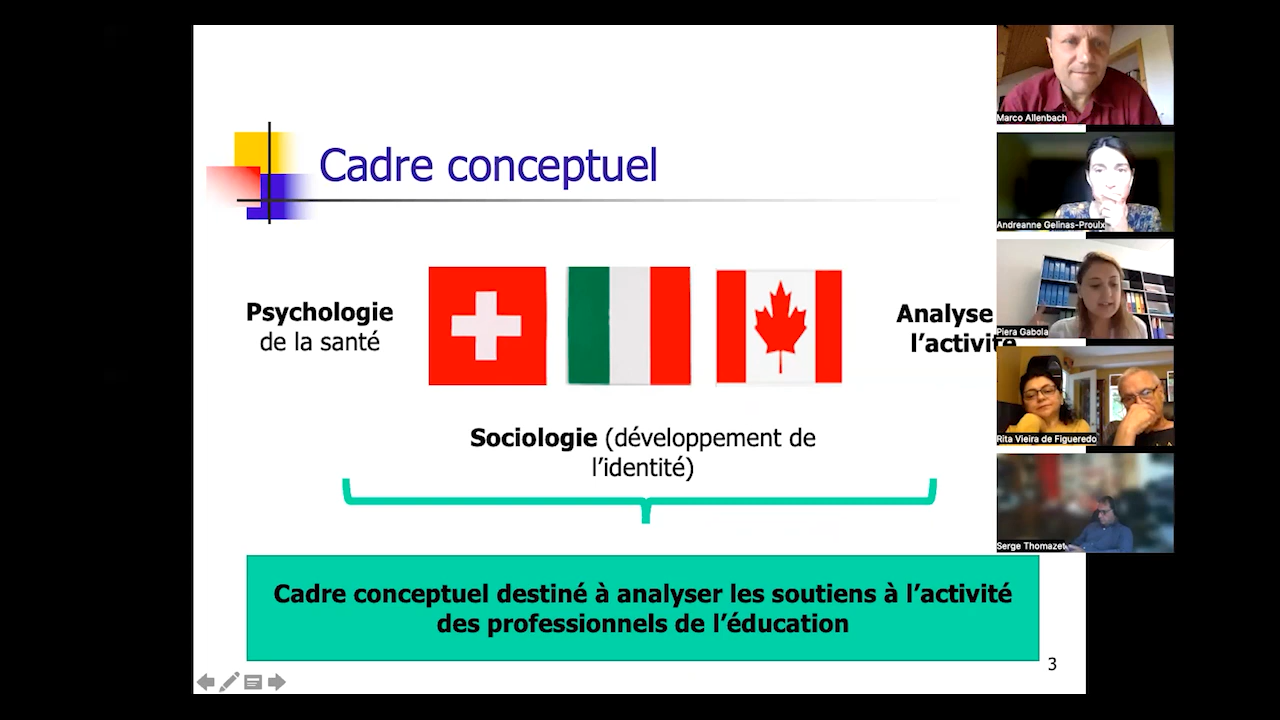 Cadre conceptuel
Psychologie
de la santé
Analyse
l’activité
Sociologie (développement de
l’identité)
Cadre conceptuel destiné à analyser les soutiens à l’activité
des professionnels de l’éducation
3
Marco Allenbach
Andreanne Gelinas-Proulx
Piera Gabola
Rita Vieira de Figueredo
Serge Thomazet